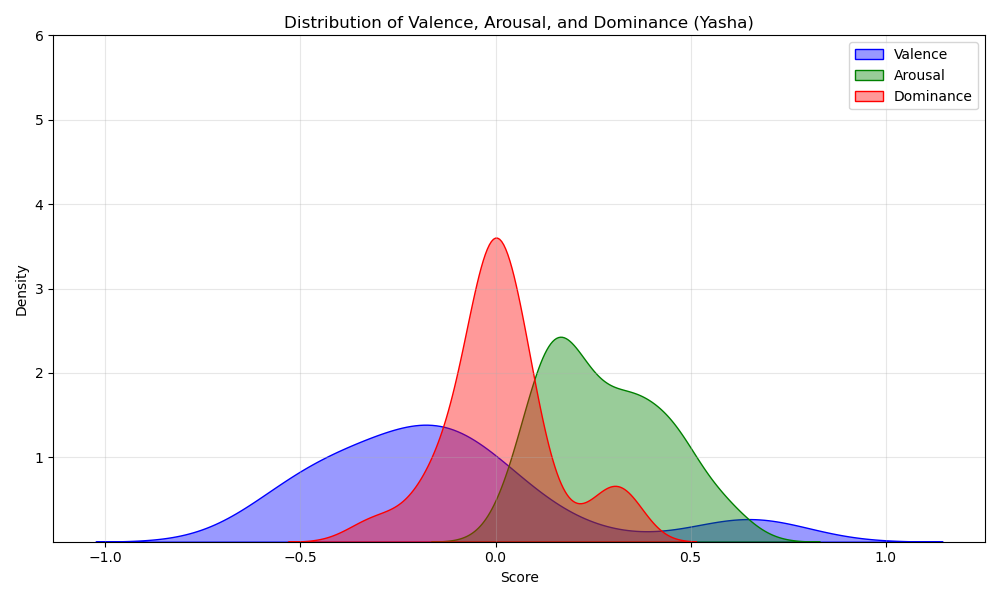 Distribution of Valence, Arousal, and Dominance (Yasha)
Valence
Arousal
Dominance
6
5
4
3
2
1
Density
−1.0
−0.5
0.0
0.5
1.0
Score